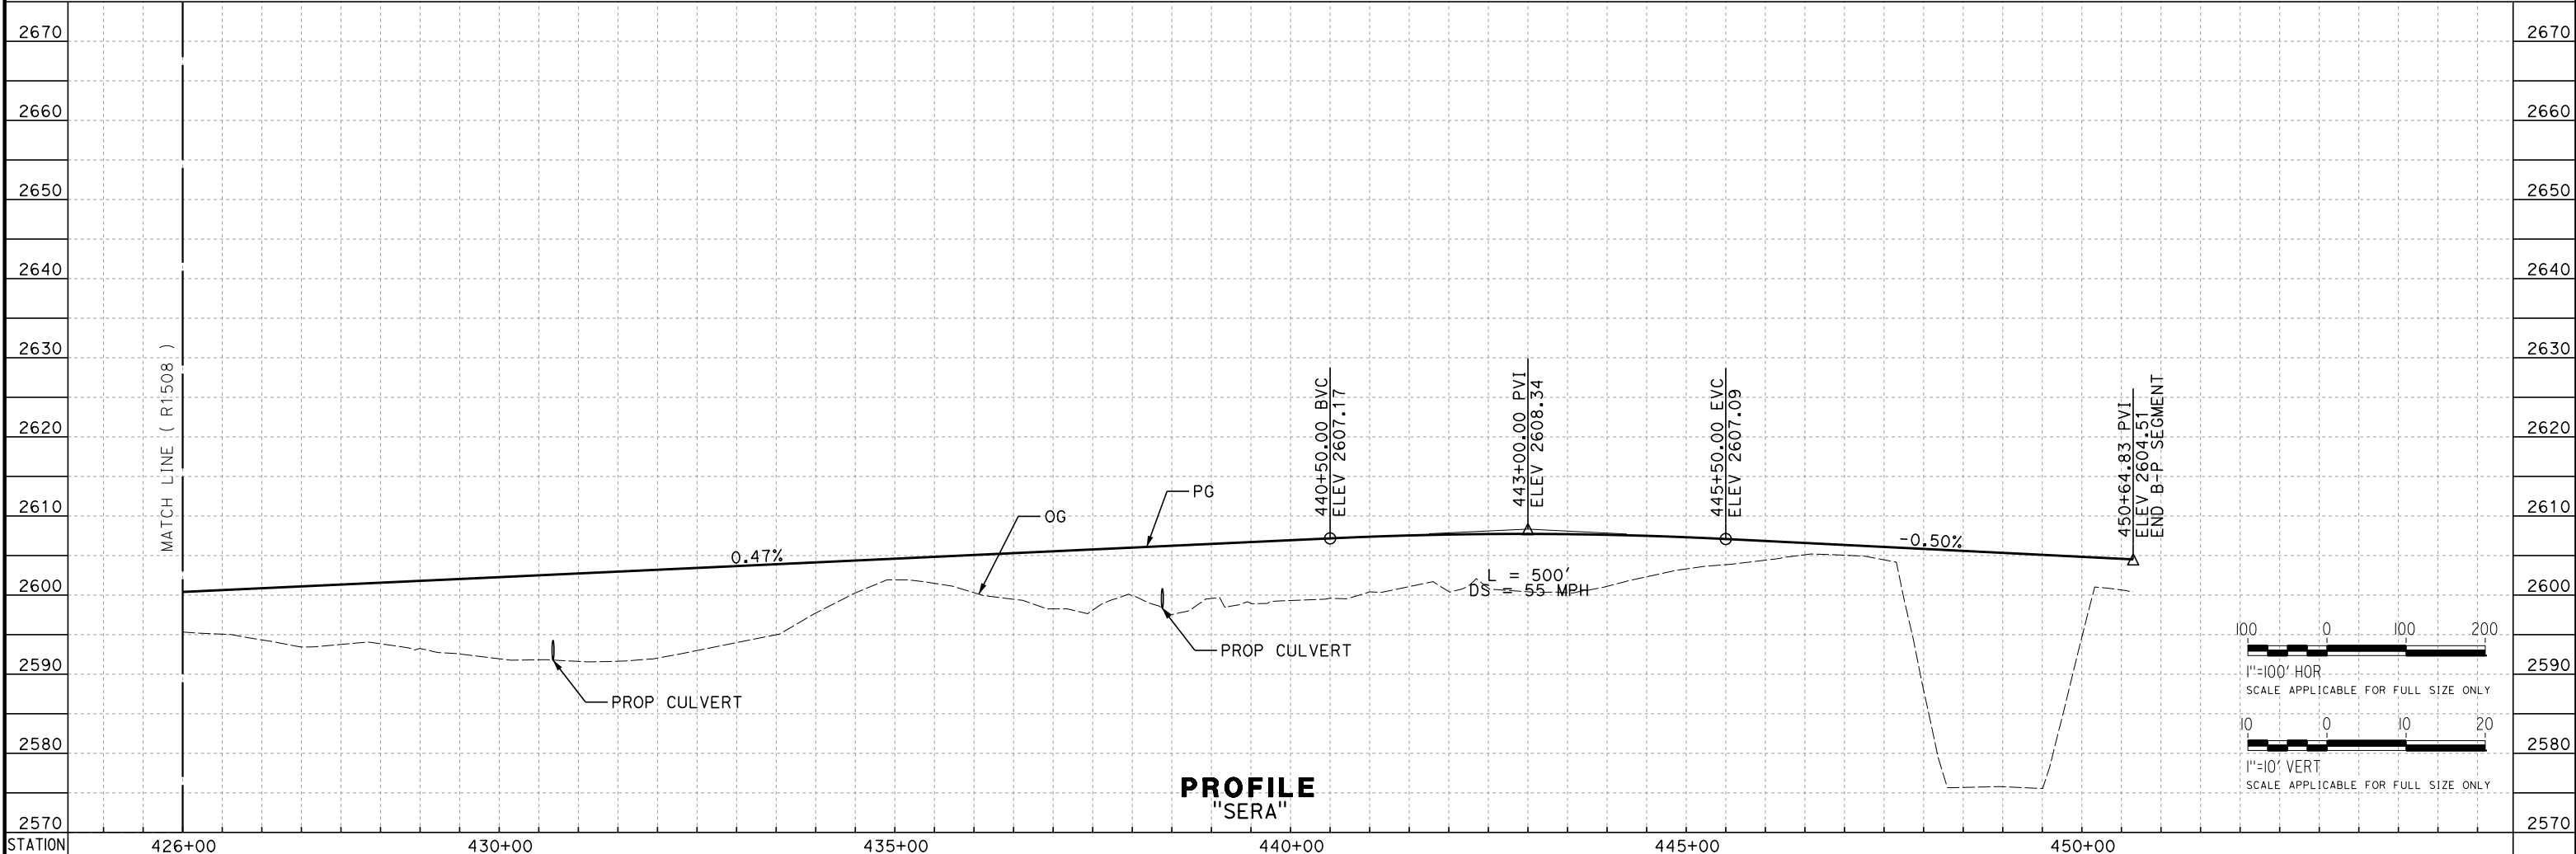 2670
2670
2660
2660
2650
2650
2640
2640
2630
2630
2620
2620
2610
2610
2600
2600
2590
2590
2580
2580
2570
2570
MATCH LINE ( R1508 )
0.47%
OG
PG
440+50.00 BVC
ELEV 2607.17
443+00.00 PVI
ELEV 2608.34
445+50.00 EVC
ELEV 2607.09
-0.50%
450+64.83 PVI
ELEV 2604.51
END B-P SEGMENT
L = 500'
DS = 55 MPH
PROP CULVERT
PROP CULVERT
100 0 100 200
1"=100' HOR
SCALE APPLICABLE FOR FULL SIZE ONLY
10 0 10 20
1"=10' VERT
SCALE APPLICABLE FOR FULL SIZE ONLY
PROFILE
"SERA"
STATION 426+00 430+00 435+00 440+00 445+00 450+00